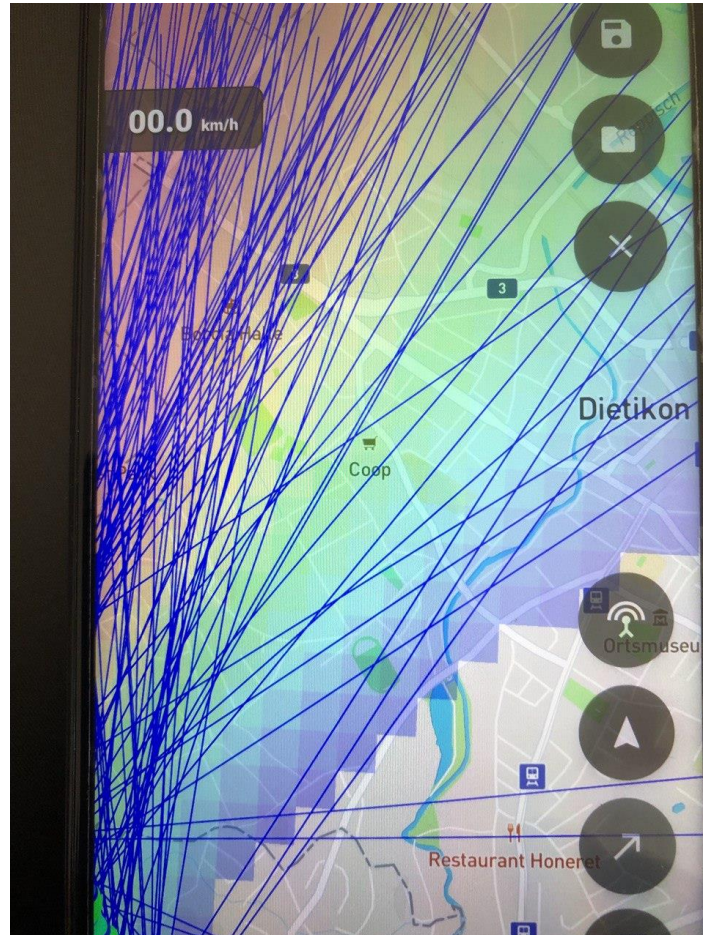 00.0 km/h
3
3
Dietikon
Coop
Ortsmuseu
Restaurant Honeret